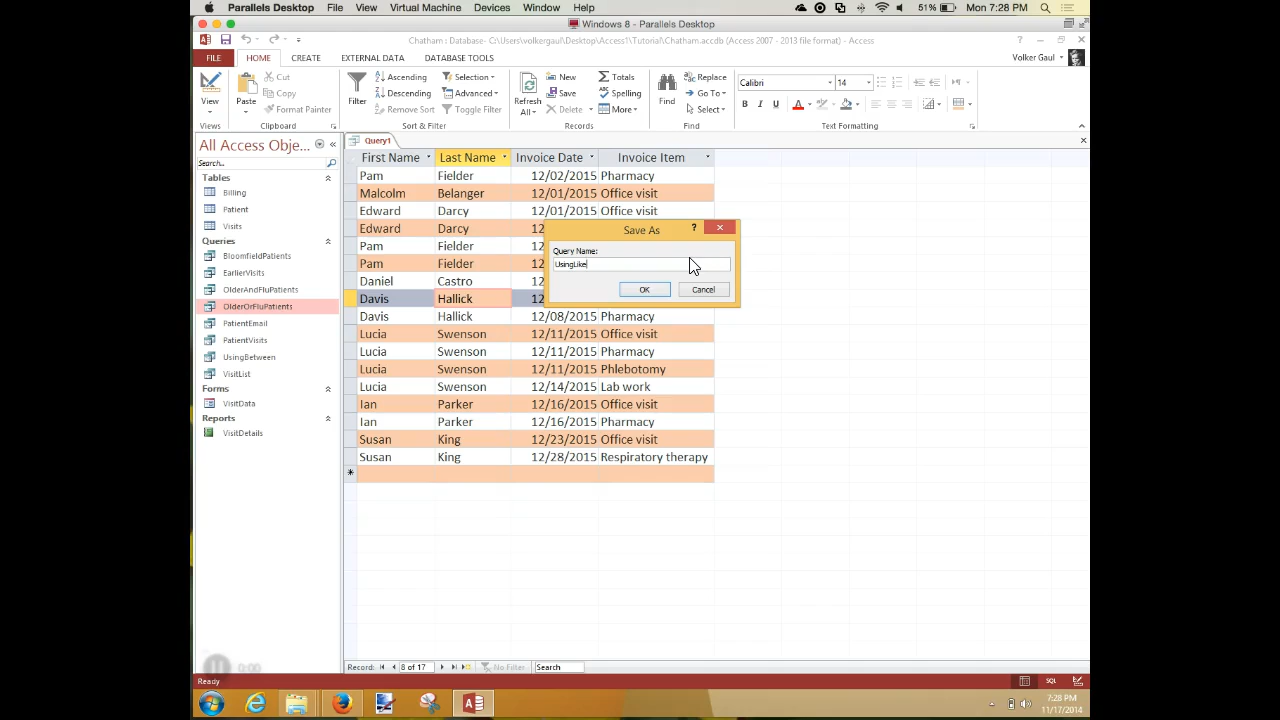 Parallels Desktop File View Virtual Machine Devices Window Help 51% Mon 7:28 PM
Windows 8 - Parallels Desktop
Chatham : Database- C:\Users\volkergaul\Desktop\Access1\Tutorial\Chatham.accdb (Access 2007 - 2013 file format) - Access
FILE HOME CREATE EXTERNAL DATA DATABASE TOOLS Volker Gaul
View Paste Cut Copy Format Painter
Filter Ascending Descending Remove Sort Selection Advanced Toggle Filter
Refresh All New Save Delete Totals Spelling More
Find Replace Go To Select
Calibri 14
B I U A
Views Clipboard Sort & Filter Records Find Text Formatting
All Access Obje...
Search...
Tables
Billing
Patient
Visits
Queries
BloomfieldPatients
EarlierVisits
OlderAndFluPatients
OlderOrFluPatients
PatientEmail
PatientVisits
UsingBetween
VisitList
Forms
VisitData
Reports
VisitDetails
Query1
First Name Last Name Invoice Date Invoice Item
Pam Fielder 12/02/2015 Pharmacy
Malcolm Belanger 12/01/2015 Office visit
Edward Darcy 12/01/2015 Office visit
Edward Darcy 12
Pam Fielder 12
Pam Fielder 12
Daniel Castro 12
Davis Hallick 12
Davis Hallick 12/08/2015 Pharmacy
Lucia Swenson 12/11/2015 Office visit
Lucia Swenson 12/11/2015 Pharmacy
Lucia Swenson 12/11/2015 Phlebotomy
Lucia Swenson 12/14/2015 Lab work
Ian Parker 12/16/2015 Office visit
Ian Parker 12/16/2015 Pharmacy
Susan King 12/23/2015 Office visit
Susan King 12/28/2015 Respiratory therapy
Save As
?
Query Name:
UsingLike
OK Cancel
Record: 8 of 17 No Filter Search
0:00
Ready SQL
7:28 PM
11/17/2014